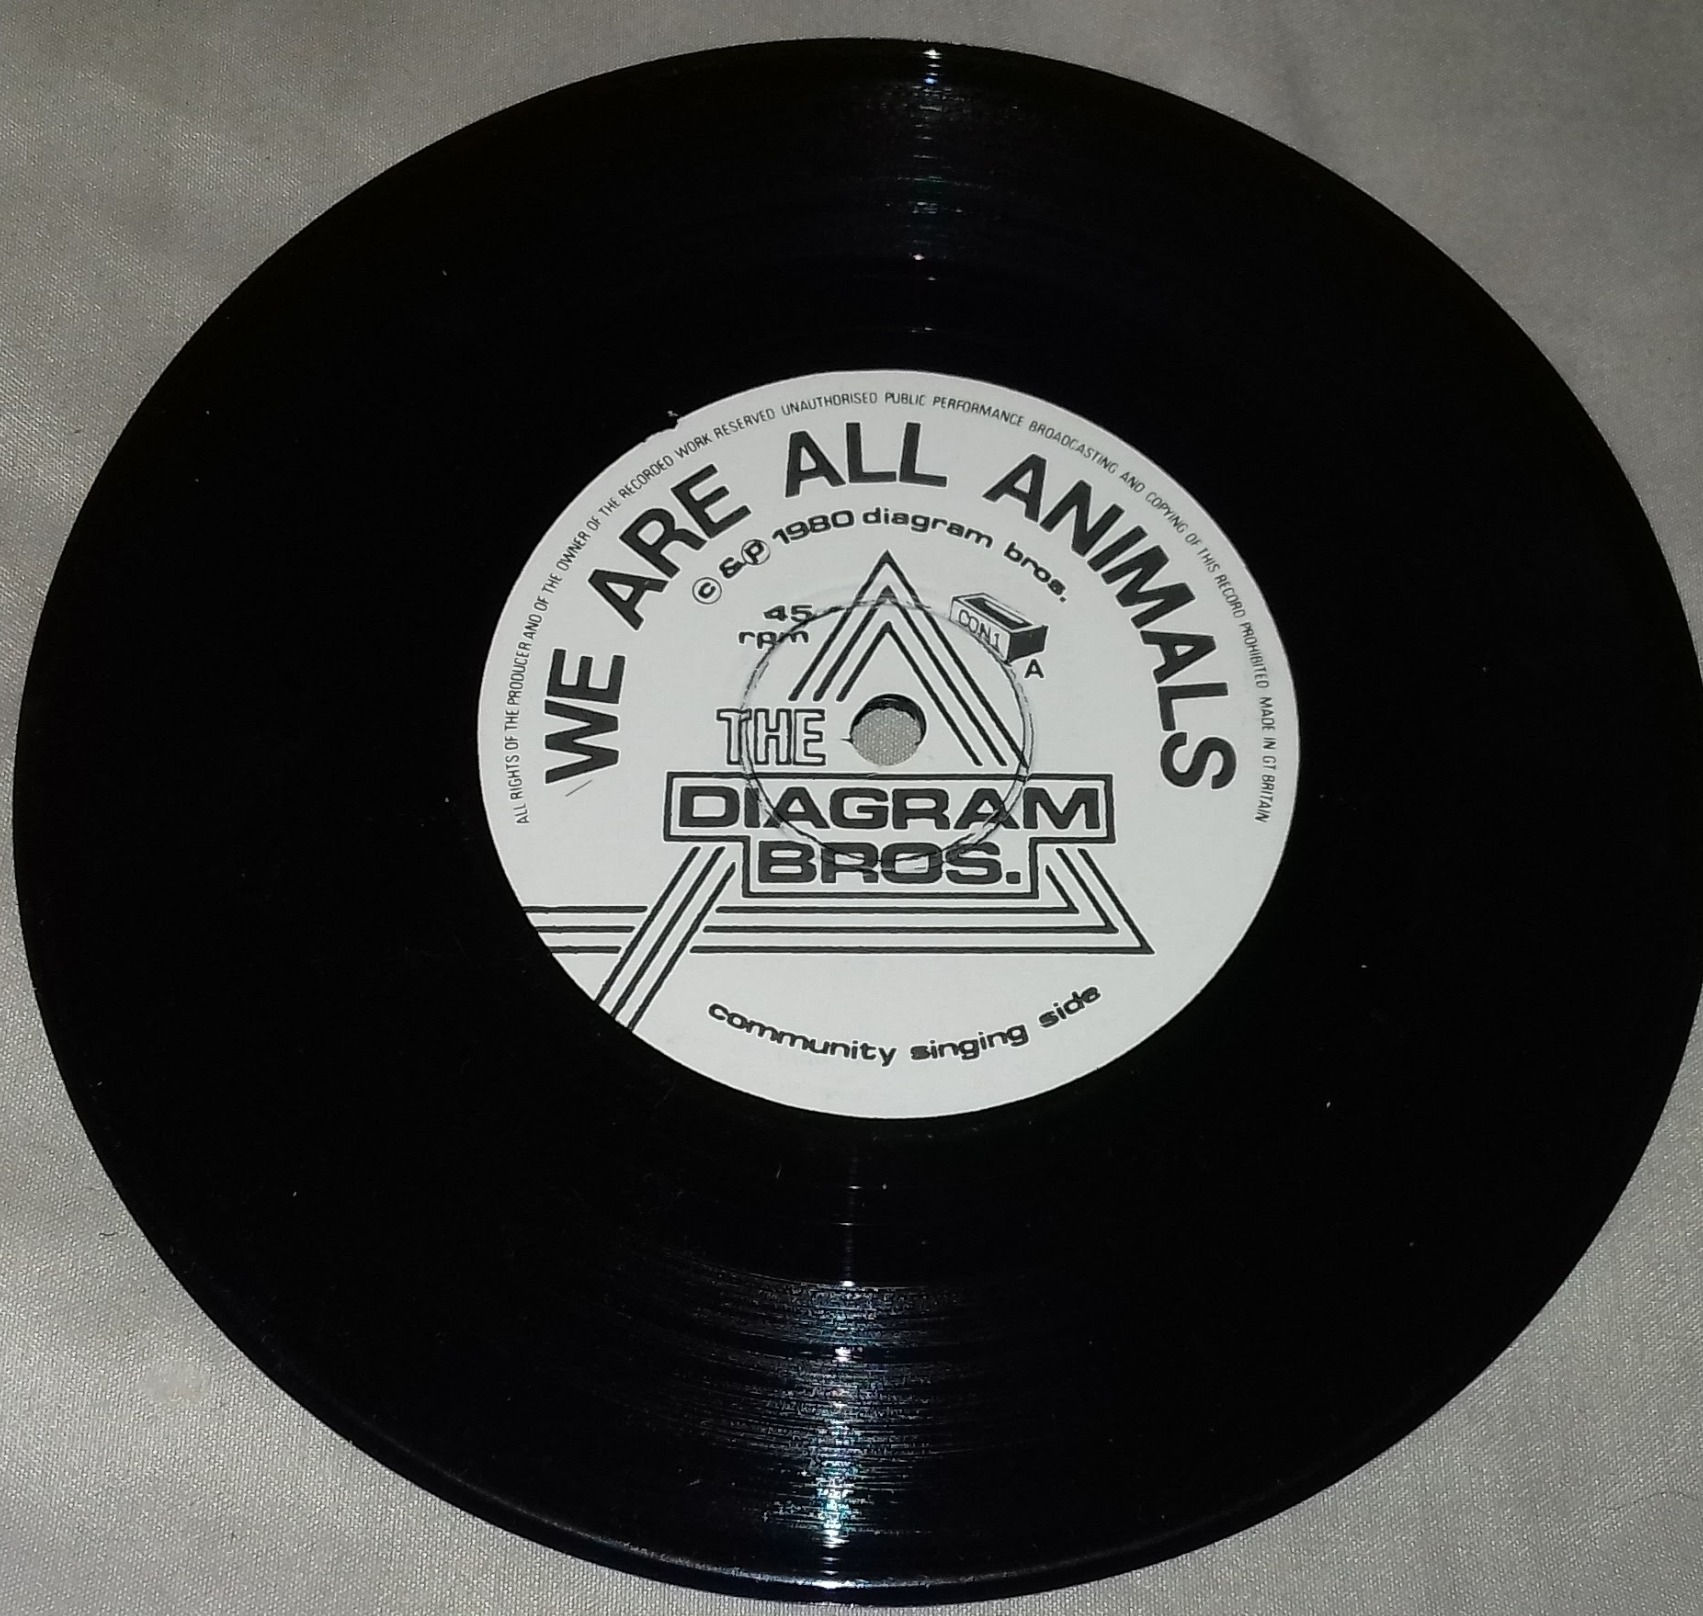 ALL RIGHTS OF THE PRODUCER AND OF THE OWNER OF THE RECORDED WORK RESERVED UNAUTHORISED PUBLIC PERFORMANCE BROADCASTING AND COPYING OF THIS RECORD PROHIBITED MADE IN GT BRITAIN
WE ARE ALL ANIMALS
©&℗ 1980 diagram bros.
45
rpm
CON.1
A
THE
DIAGRAM
BROS.
community singing side